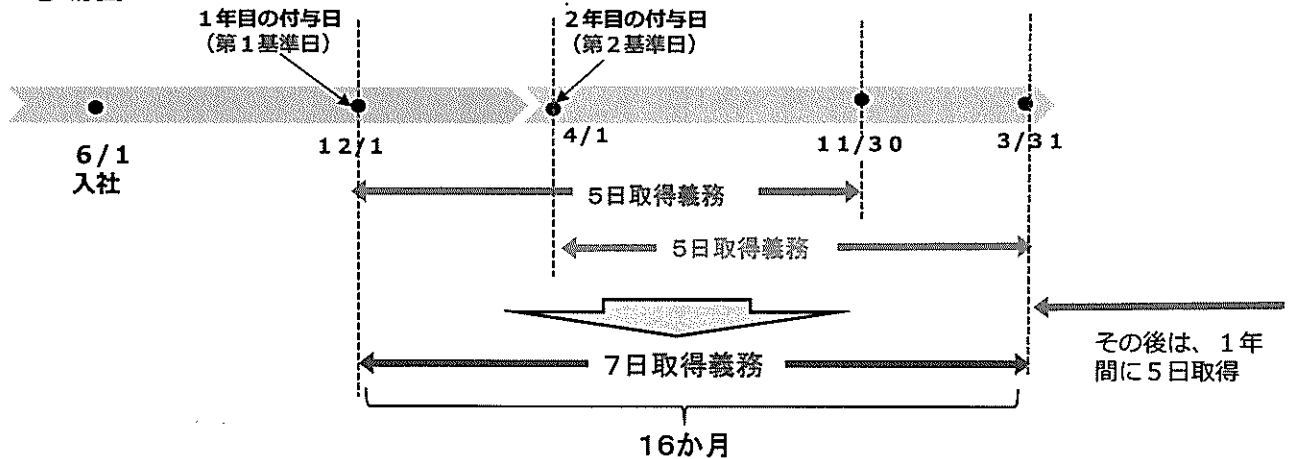 1年目の付与日
(第1基準日)
2年目の付与日
(第2基準日)
6/1
入社
12/1
4/1
11/30
3/31
5日取得義務
5日取得義務
7日取得義務
その後は、1年
間に5日取得
16か月